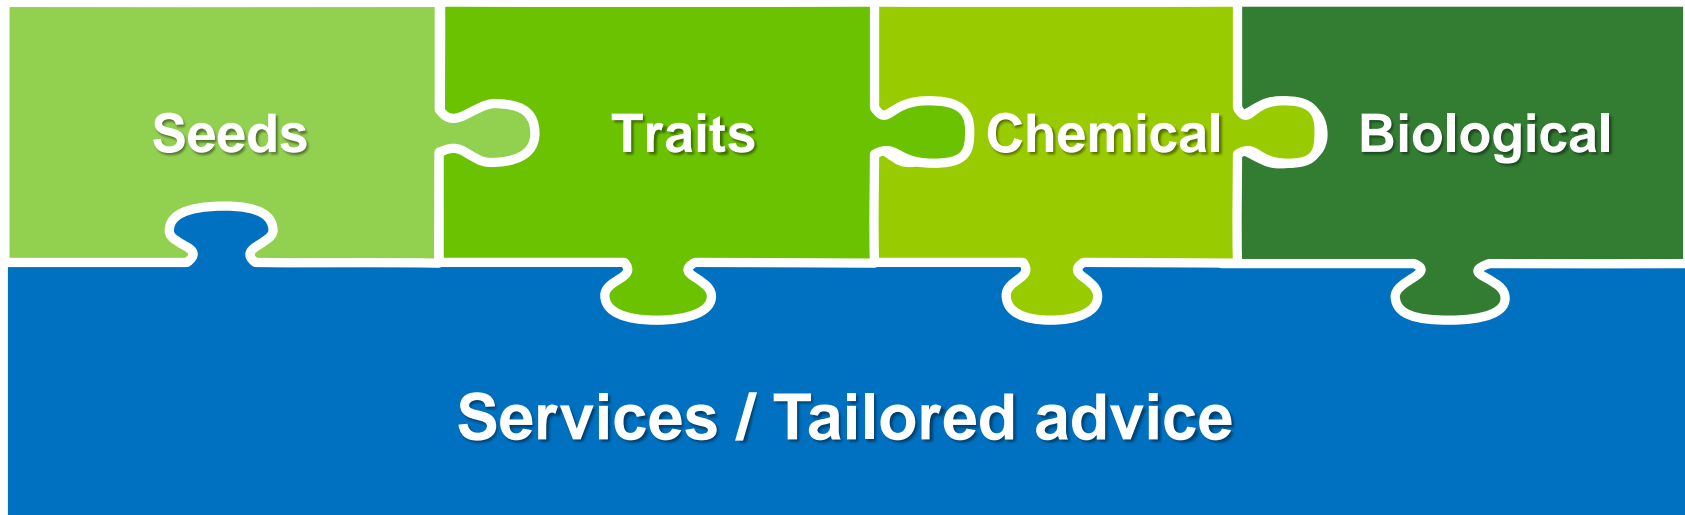 Seeds
Traits
Chemical
Biological
Services / Tailored advice